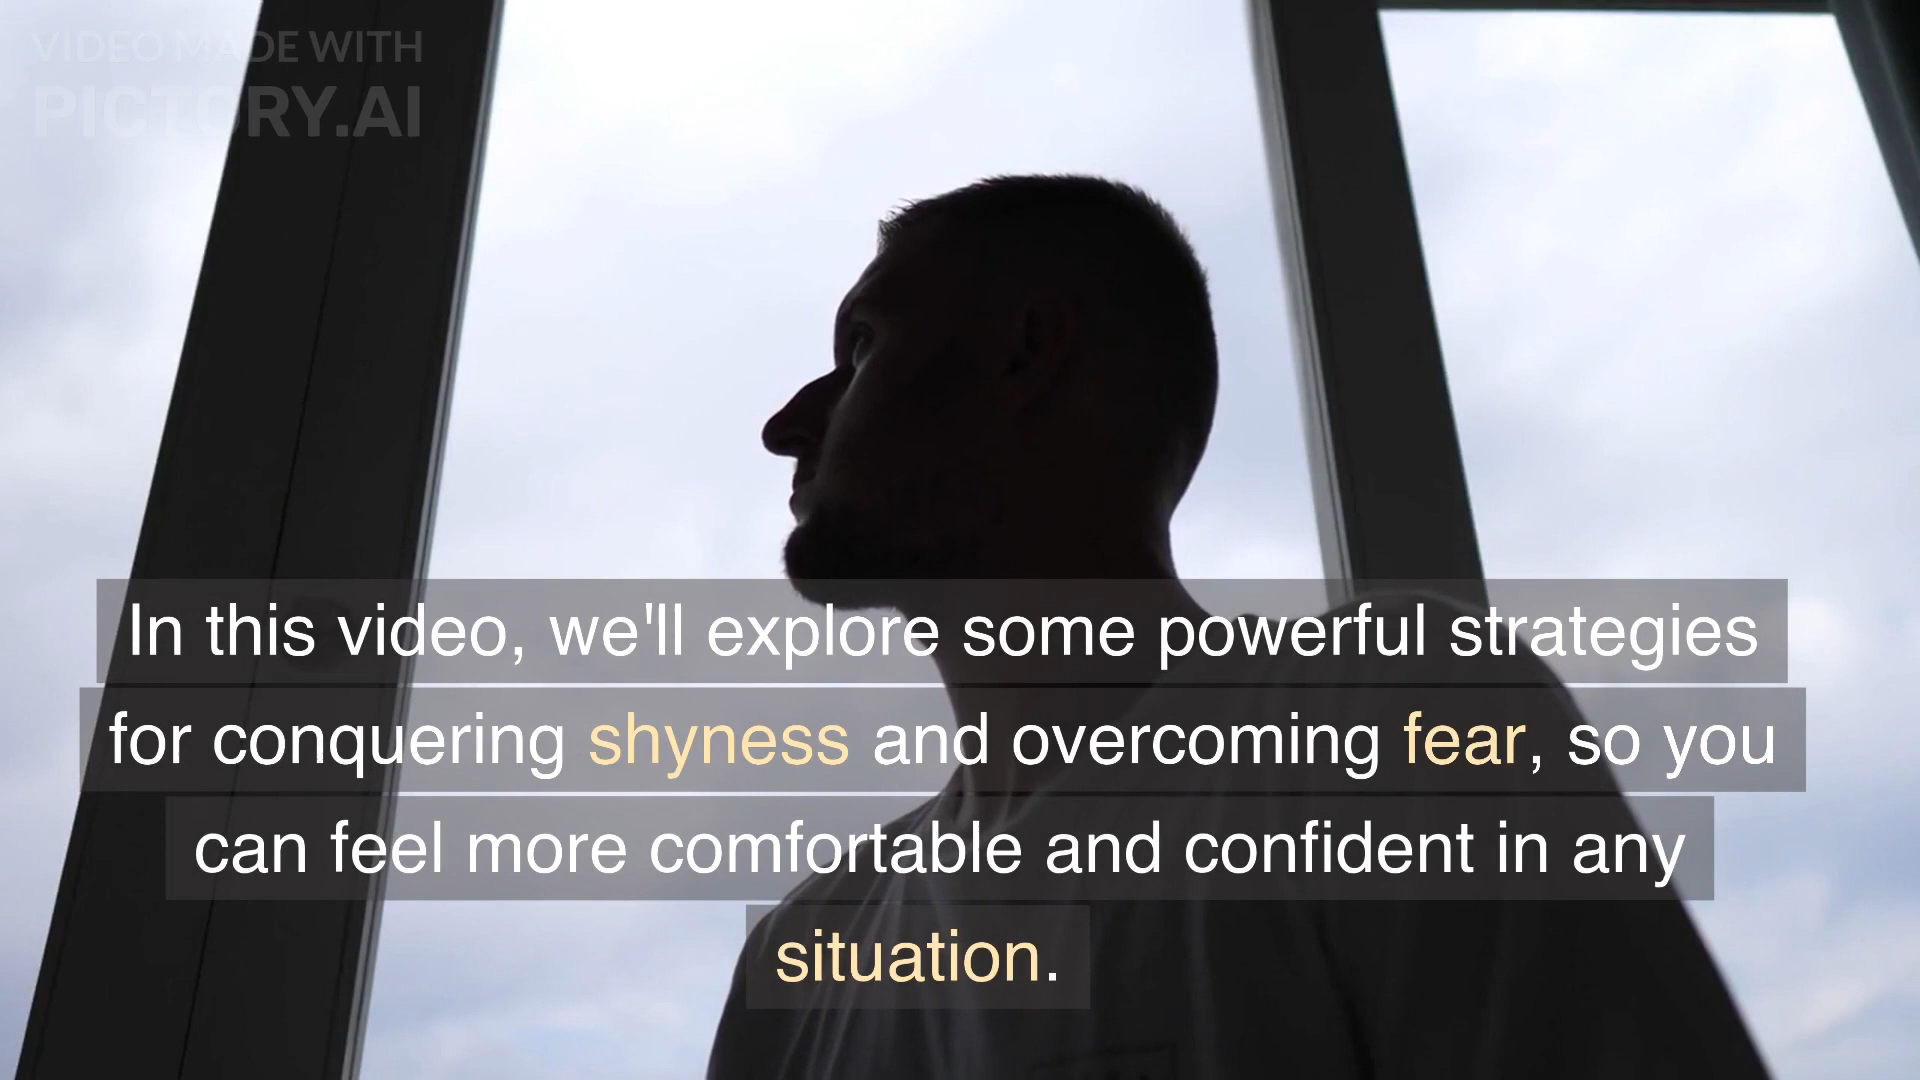 VIDEO MADE WITH
PICTORY.AI
In this video, we'll explore some powerful strategies
for conquering shyness and overcoming fear, so you
can feel more comfortable and confident in any
situation.